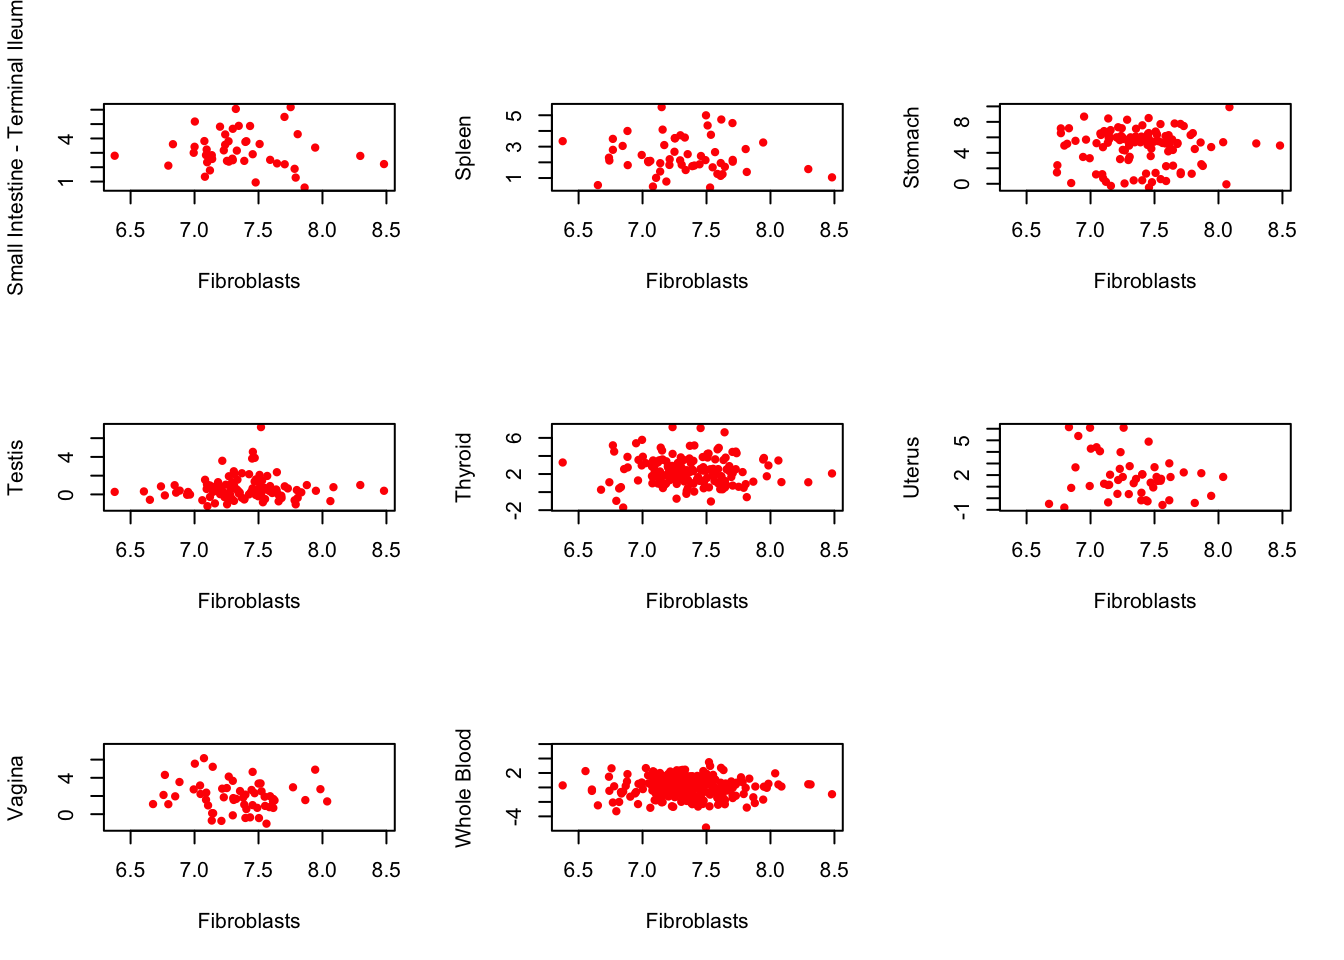 Small Intestine - Terminal Ileum
4
1
6.5 7.0 7.5 8.0 8.5
Fibroblasts
Spleen
5
3
1
6.5 7.0 7.5 8.0 8.5
Fibroblasts
Stomach
8
4
0
6.5 7.0 7.5 8.0 8.5
Fibroblasts
Testis
4
0
6.5 7.0 7.5 8.0 8.5
Fibroblasts
Thyroid
6
2
-2
6.5 7.0 7.5 8.0 8.5
Fibroblasts
Uterus
5
2
-1
6.5 7.0 7.5 8.0 8.5
Fibroblasts
Vagina
4
0
6.5 7.0 7.5 8.0 8.5
Fibroblasts
Whole Blood
2
-4
6.5 7.0 7.5 8.0 8.5
Fibroblasts